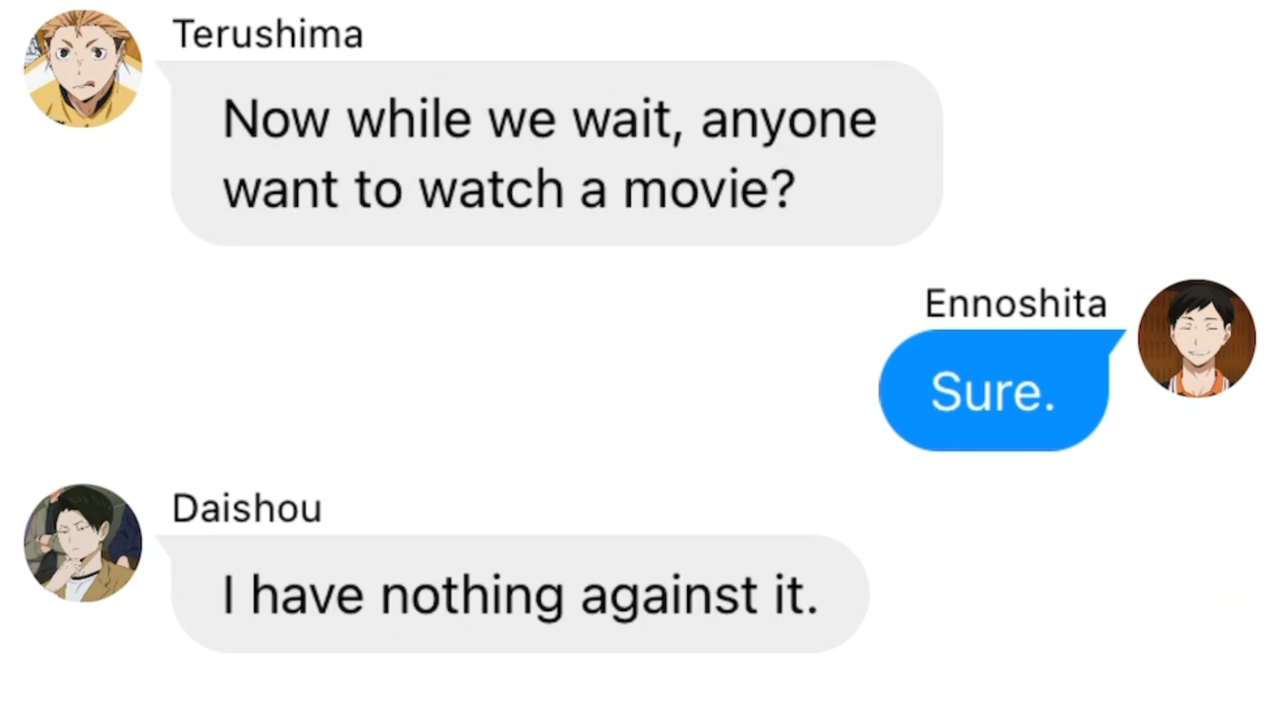 Terushima
Now while we wait, anyone
want to watch a movie?
Ennoshita
Sure.
Daishou
I have nothing against it.